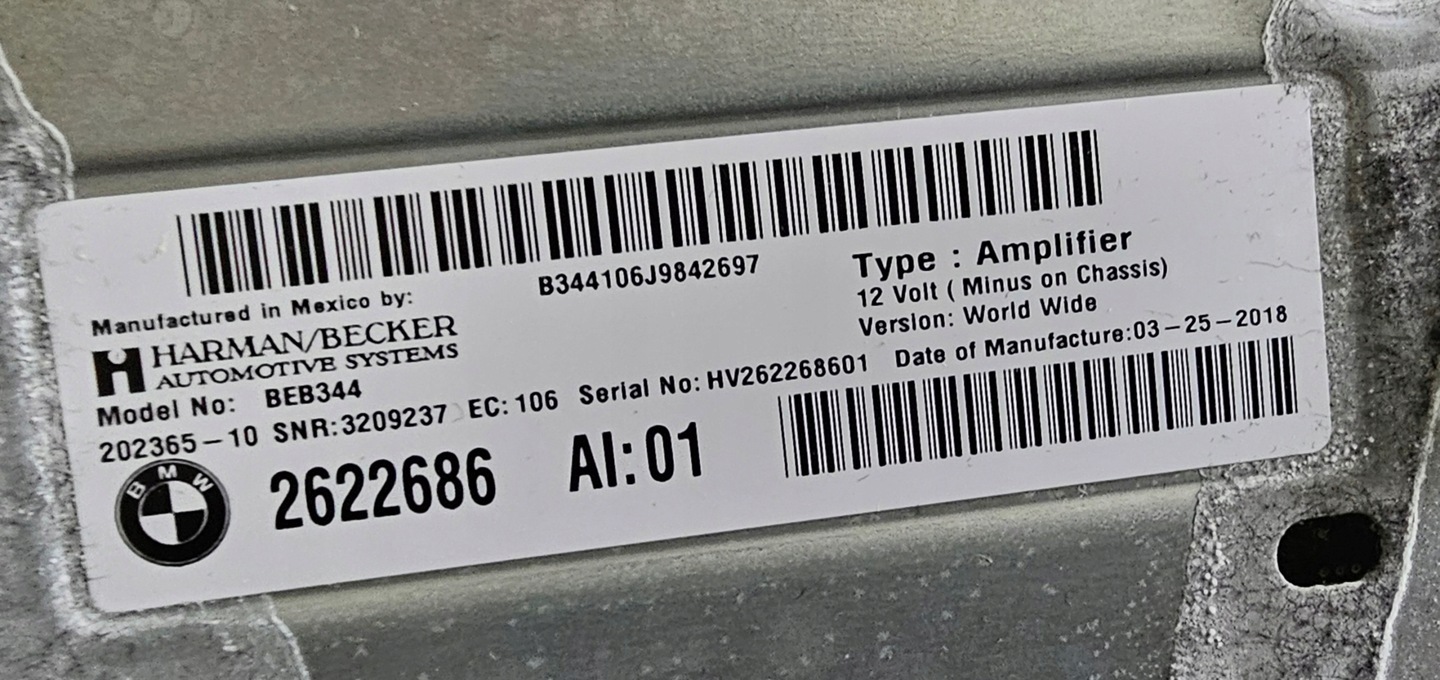 B344106J9842697
Manufactured in Mexico by:
HARMAN/BECKER
AUTOMOTIVE SYSTEMS
Type : Amplifier
12 Volt ( Minus on Chassis)
Version: World Wide
Model No: BEB344
202365-10 SNR:3209237 EC: 106 Serial No: HV262268601 Date of Manufacture:03-25-2018
BMW
2622686 AI:01